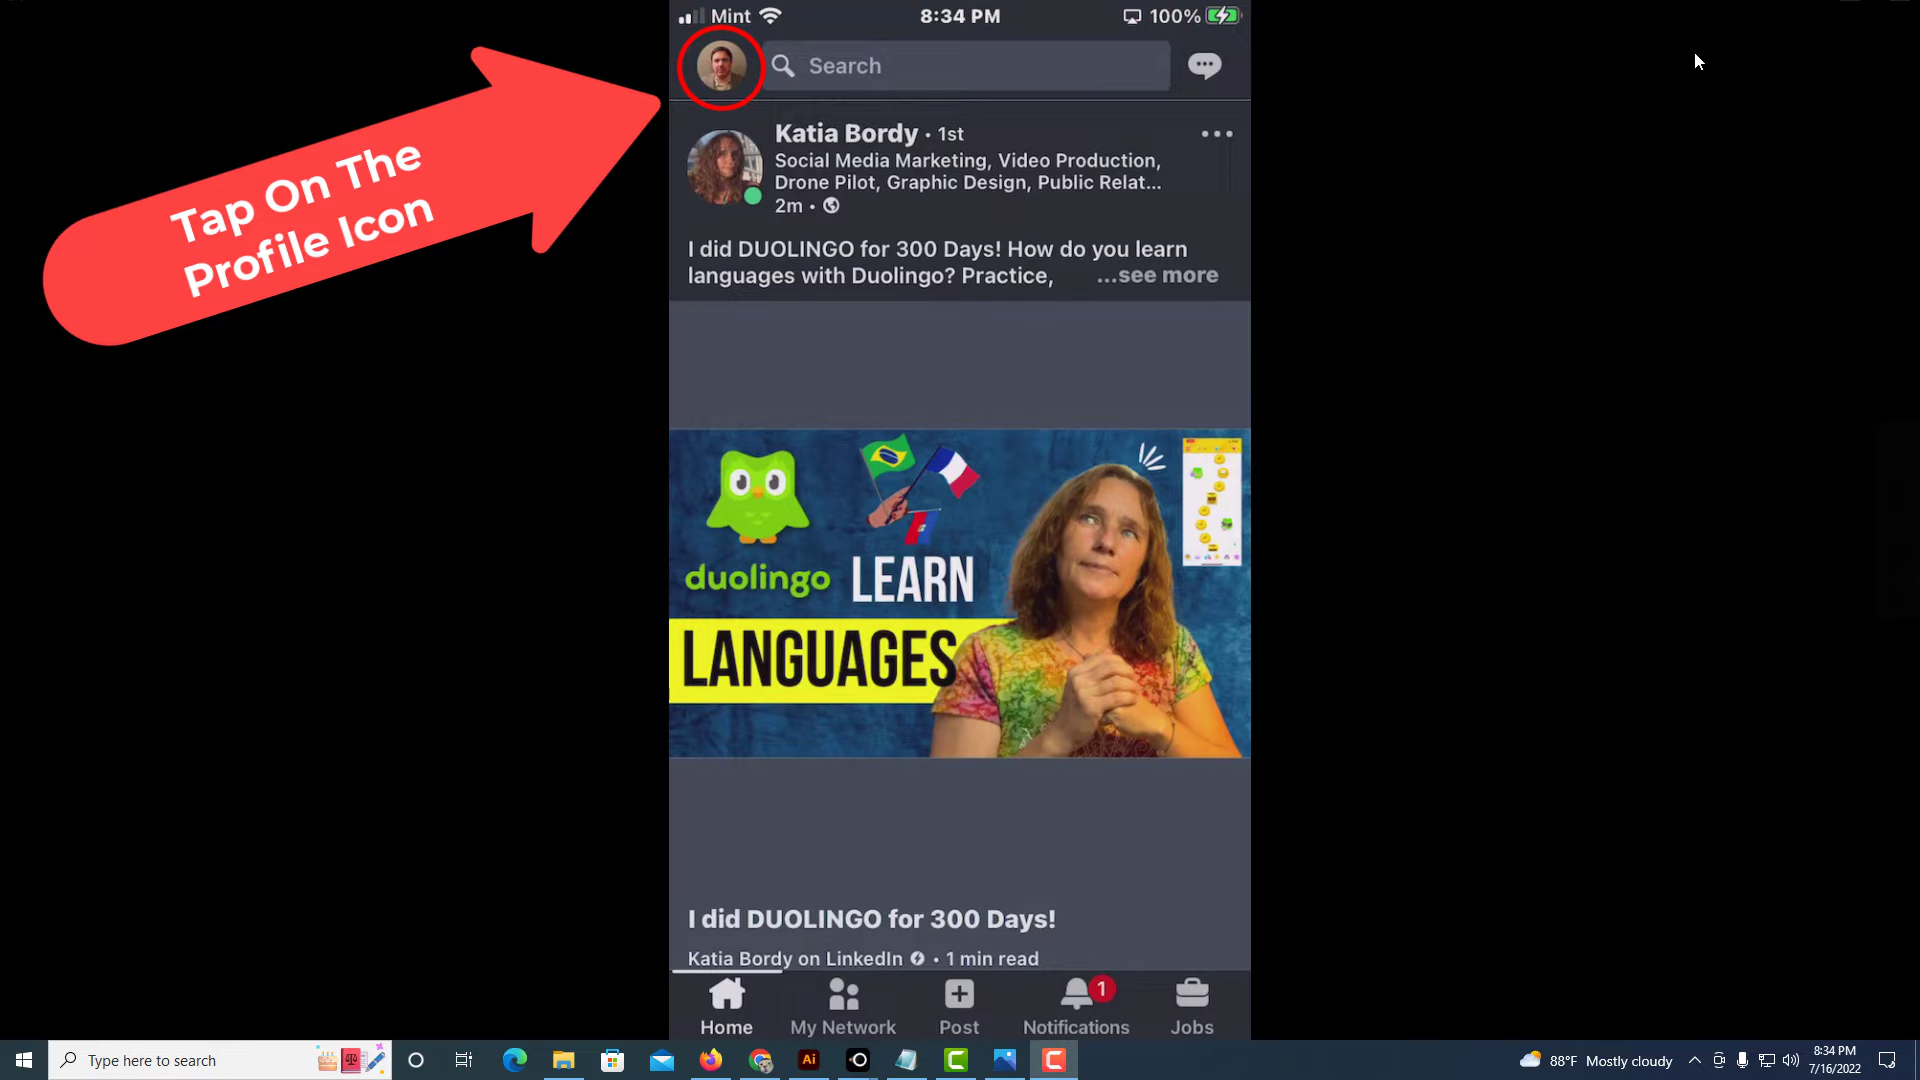 Mint
8:34 PM
100%
Search
Tap On The
Profile Icon
Katia Bordy • 1st
Social Media Marketing, Video Production,
Drone Pilot, Graphic Design, Public Relat...
2m •
I did DUOLINGO for 300 Days! How do you learn
languages with Duolingo? Practice, ...see more
duolingo
LEARN
LANGUAGES
I did DUOLINGO for 300 Days!
Katia Bordy on LinkedIn • 1 min read
1
Home
My Network
Post
Notifications
Jobs
Type here to search
Ai
88°F Mostly cloudy
8:34 PM
7/16/2022